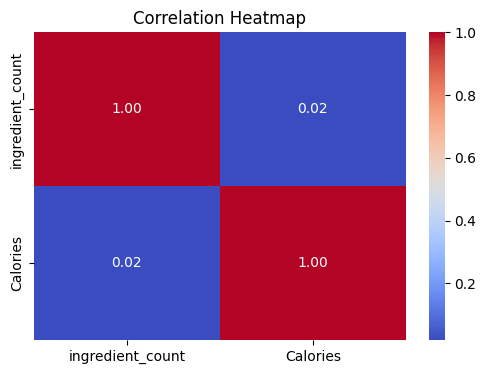 Correlation Heatmap
ingredient_count
1.00
0.02
Calories
0.02
1.00
ingredient_count
Calories
1.0
0.8
0.6
0.4
0.2